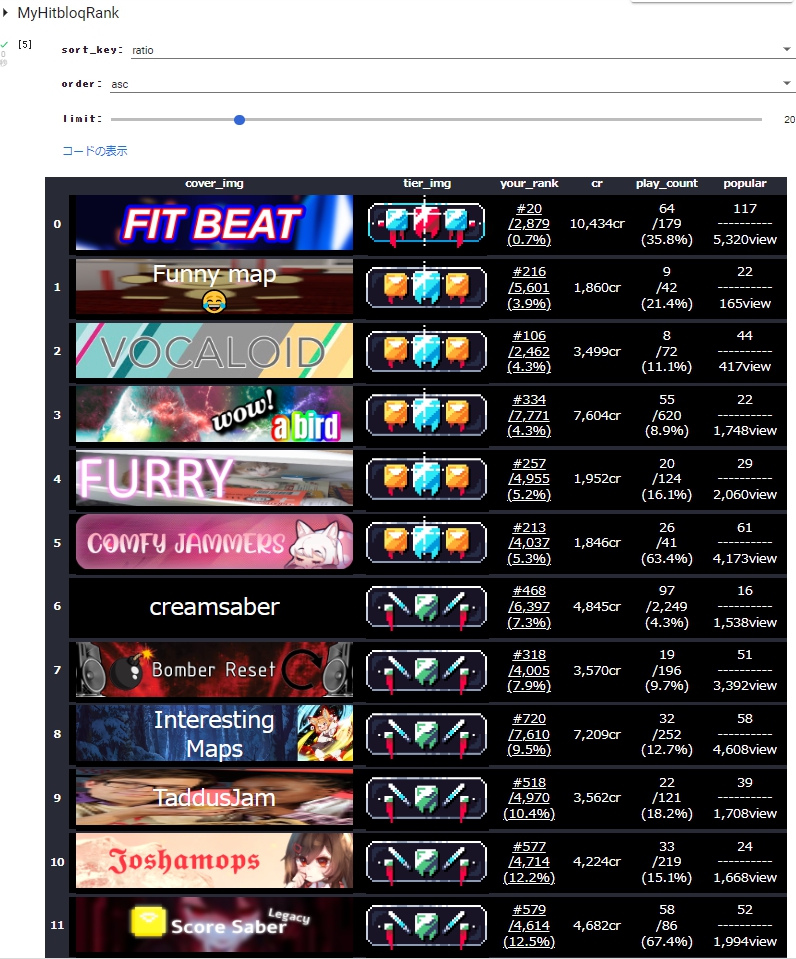 MyHitbloqRank
[5]
sort_key: ratio
order: asc
limit: 20
コードの表示
cover_img tier_img your_rank cr play_count popular
0 FIT BEAT #20 /2,879 (0.7%) 10,434cr 64 /179 (35.8%) 117 ---------- 5,320view
1 Funny map #216 /5,601 (3.9%) 1,860cr 9 /42 (21.4%) 22 ---------- 165view
2 VOCALOID #106 /2,462 (4.3%) 3,499cr 8 /72 (11.1%) 44 ---------- 417view
3 wow! a bird #334 /7,771 (4.3%) 7,604cr 55 /620 (8.9%) 22 ---------- 1,748view
4 FURRY #257 /4,955 (5.2%) 1,952cr 20 /124 (16.1%) 29 ---------- 2,060view
5 COMFY JAMMERS #213 /4,037 (5.3%) 1,846cr 26 /41 (63.4%) 61 ---------- 4,173view
6 creamsaber #468 /6,397 (7.3%) 4,845cr 97 /2,249 (4.3%) 16 ---------- 1,538view
7 Bomber Reset #318 /4,005 (7.9%) 3,570cr 19 /196 (9.7%) 51 ---------- 3,392view
8 Interesting Maps #720 /7,610 (9.5%) 7,209cr 32 /252 (12.7%) 58 ---------- 4,608view
9 TaddusJam #518 /4,970 (10.4%) 3,562cr 22 /121 (18.2%) 39 ---------- 1,708view
10 Joshamops #577 /4,714 (12.2%) 4,224cr 33 /219 (15.1%) 24 ---------- 1,668view
11 Score Saber Legacy #579 /4,614 (12.5%) 4,682cr 58 /86 (67.4%) 52 ---------- 1,994view